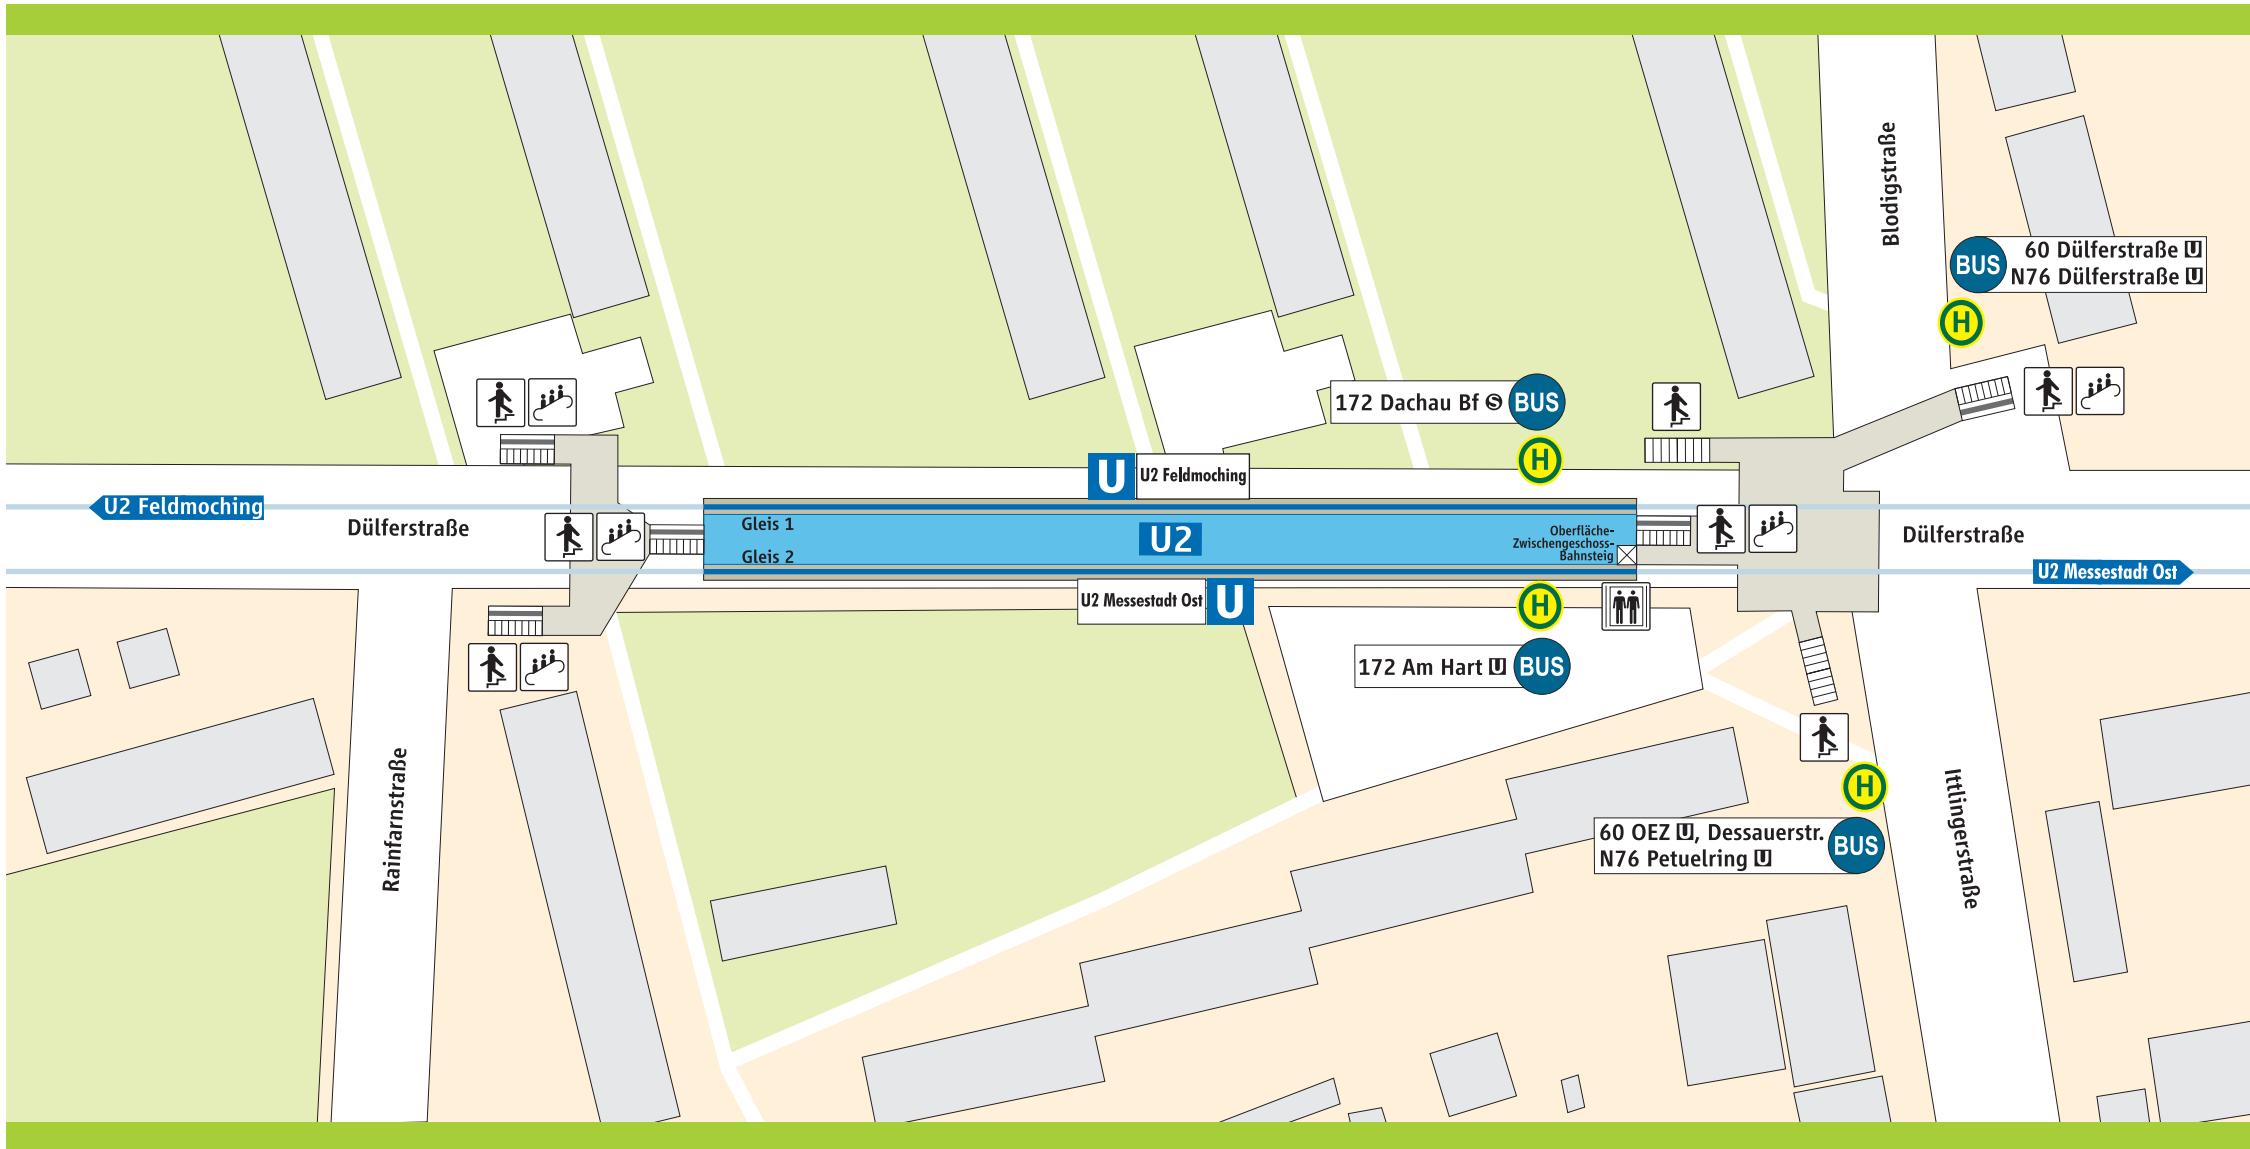 Blodigstraße
BUS
60 Dülferstraße U
N76 Dülferstraße U
H
172 Dachau Bf S
BUS
H
U
U2 Feldmoching
U2 Feldmoching
Dülferstraße
Gleis 1
Gleis 2
U2
Oberfläche-
Zwischengeschoss-
Bahnsteig
Dülferstraße
U2 Messestadt Ost
U2 Messestadt Ost
U
H
172 Am Hart U
BUS
H
60 OEZ U, Dessauerstr.
N76 Petuelring U
BUS
Rainfarnstraße
Ittlingerstraße